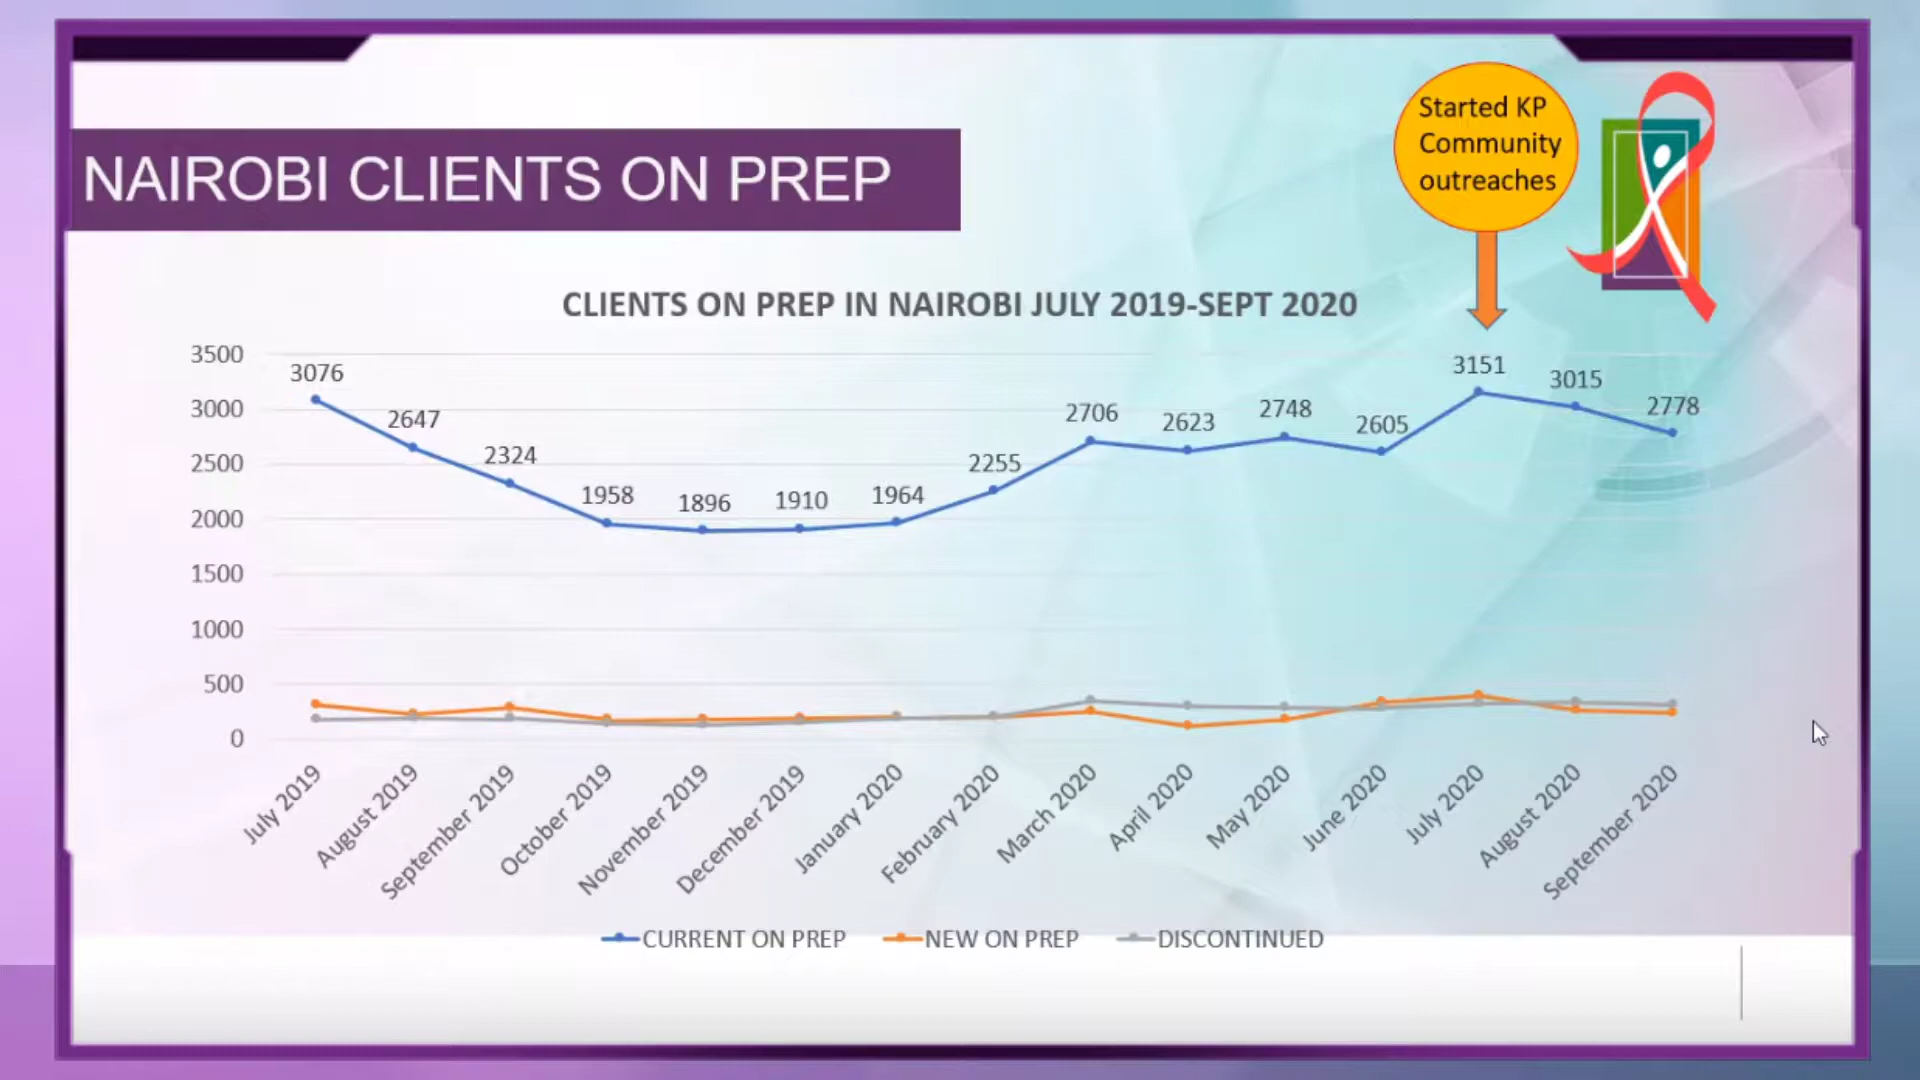 Started KP
Community
outreaches
NAIROBI CLIENTS ON PREP
CLIENTS ON PREP IN NAIROBI JULY 2019-SEPT 2020
3500
3000
2500
2000
1500
1000
500
0
3076
2647
2324
1958
1896
1910
1964
2255
2706
2623
2748
2605
3151
3015
2778
July 2019
August 2019
September 2019
October 2019
November 2019
December 2019
January 2020
February 2020
March 2020
April 2020
May 2020
June 2020
July 2020
August 2020
September 2020
CURRENT ON PREP
NEW ON PREP
DISCONTINUED